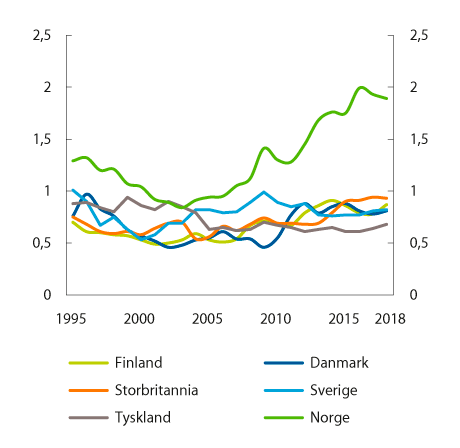 2,5 2,5
2 2
1,5 1,5
1 1
0,5 0,5
0 0
1995 2000 2005 2010 2015 2018
Finland Danmark
Storbritannia Sverige
Tyskland Norge